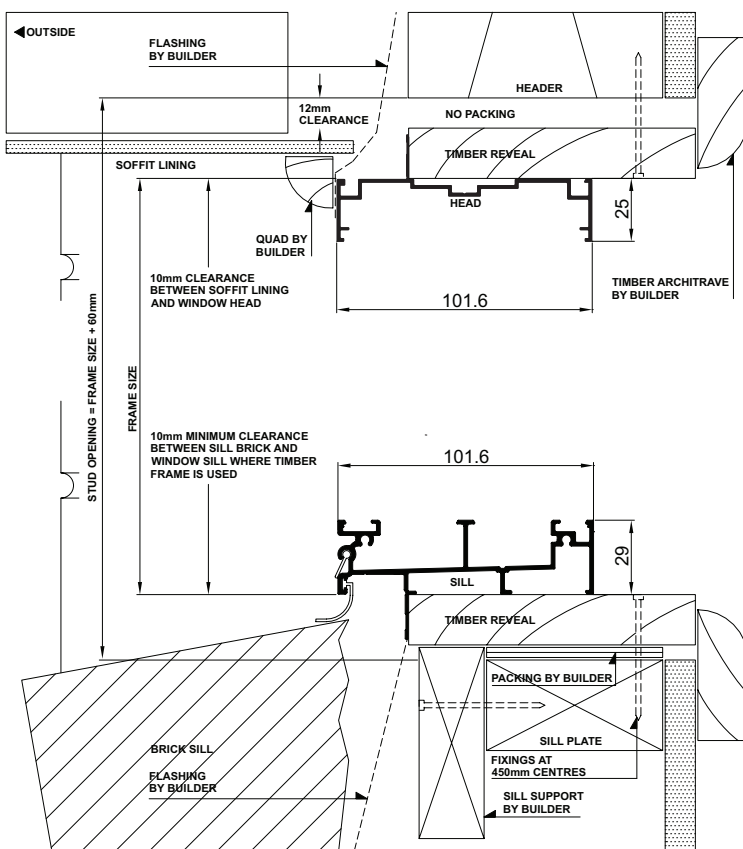 OUTSIDE
FLASHING
BY BUILDER
HEADER
12mm
CLEARANCE
NO PACKING
SOFFIT LINING
TIMBER REVEAL
HEAD
25
QUAD BY
BUILDER
10mm CLEARANCE
BETWEEN SOFFIT LINING
AND WINDOW HEAD
TIMBER ARCHITRAVE
BY BUILDER
101.6
STUD OPENING = FRAME SIZE + 60mm
FRAME SIZE
10mm MINIMUM CLEARANCE
BETWEEN SILL BRICK AND
WINDOW SILL WHERE TIMBER
FRAME IS USED
101.6
29
SILL
TIMBER REVEAL
PACKING BY BUILDER
SILL PLATE
BRICK SILL
FIXINGS AT
450mm CENTRES
FLASHING
BY BUILDER
SILL SUPPORT
BY BUILDER